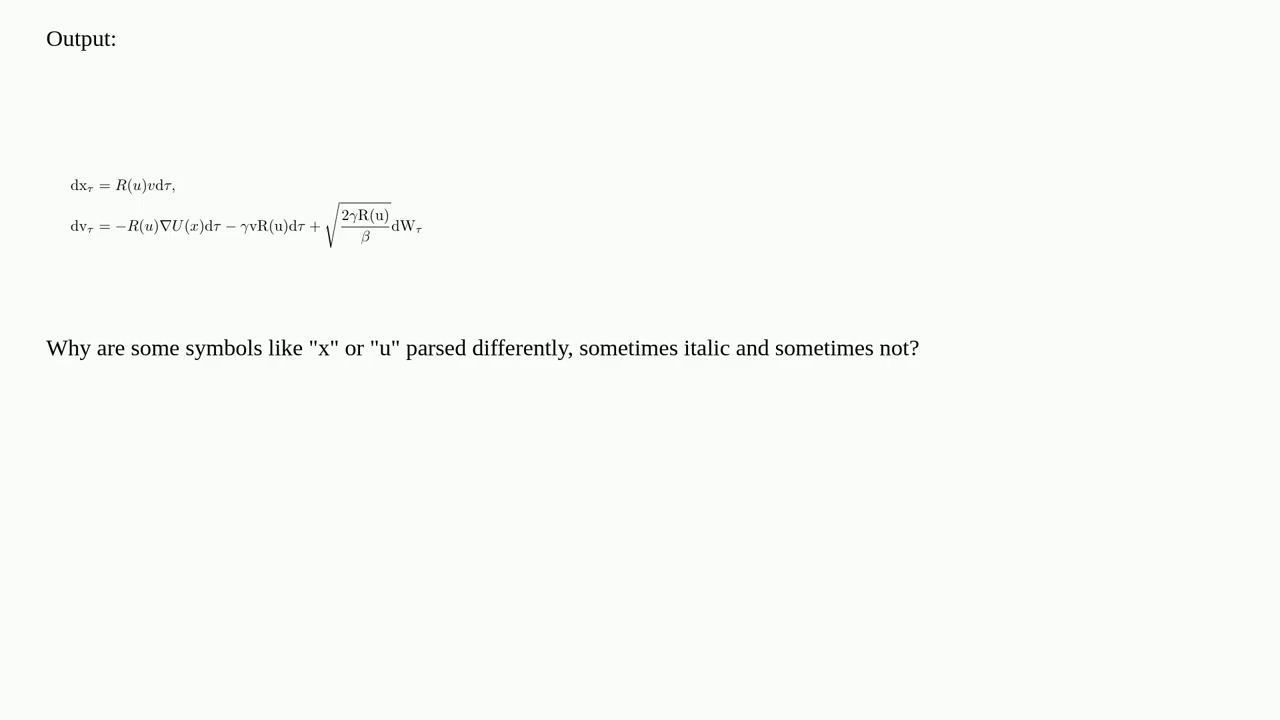 Output:
dx_τ = R(u)vdτ,
dv_τ = −R(u)∇U(x)dτ − γvR(u)dτ + √(2γR(u)/β) dW_τ
Why are some symbols like "x" or "u" parsed differently, sometimes italic and sometimes not?